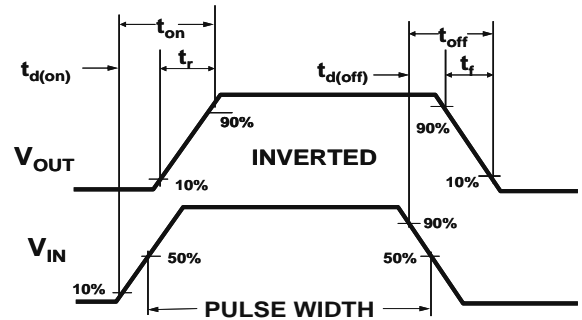 t_on
t_off
t_d(on)
t_r
t_d(off)
t_f
90%
90%
V_OUT
INVERTED
10%
10%
90%
V_IN
50%
50%
10%
PULSE WIDTH